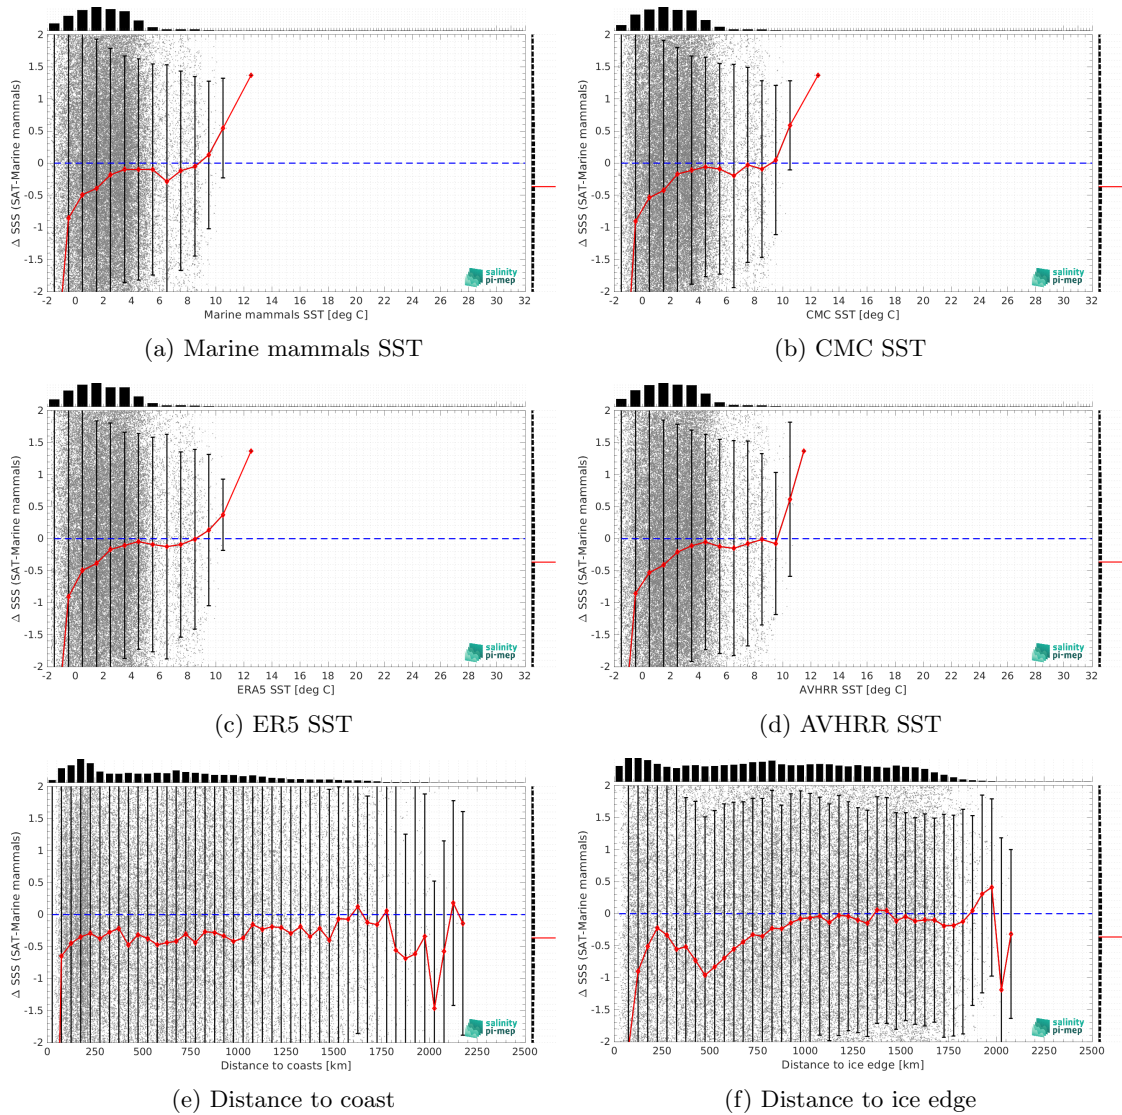 2
1.5
1
0.5
0
-0.5
-1
-1.5
-2
Δ SSS (SAT-Marine mammals)
salinity
pi-mep
-2 0 2 4 6 8 10 12 14 16 18 20 22 24 26 28 30 32
Marine mammals SST [deg C]
(a) Marine mammals SST
2
1.5
1
0.5
0
-0.5
-1
-1.5
-2
Δ SSS (SAT-Marine mammals)
salinity
pi-mep
-2 0 2 4 6 8 10 12 14 16 18 20 22 24 26 28 30 32
CMC SST [deg C]
(b) CMC SST
2
1.5
1
0.5
0
-0.5
-1
-1.5
-2
Δ SSS (SAT-Marine mammals)
salinity
pi-mep
-2 0 2 4 6 8 10 12 14 16 18 20 22 24 26 28 30 32
ERA5 SST [deg C]
(c) ER5 SST
2
1.5
1
0.5
0
-0.5
-1
-1.5
-2
Δ SSS (SAT-Marine mammals)
salinity
pi-mep
-2 0 2 4 6 8 10 12 14 16 18 20 22 24 26 28 30 32
AVHRR SST [deg C]
(d) AVHRR SST
2
1.5
1
0.5
0
-0.5
-1
-1.5
-2
Δ SSS (SAT-Marine mammals)
salinity
pi-mep
0 250 500 750 1000 1250 1500 1750 2000 2250 2500
Distance to coasts [km]
(e) Distance to coast
2
1.5
1
0.5
0
-0.5
-1
-1.5
-2
Δ SSS (SAT-Marine mammals)
salinity
pi-mep
0 250 500 750 1000 1250 1500 1750 2000 2250 2500
Distance to ice edge [km]
(f) Distance to ice edge